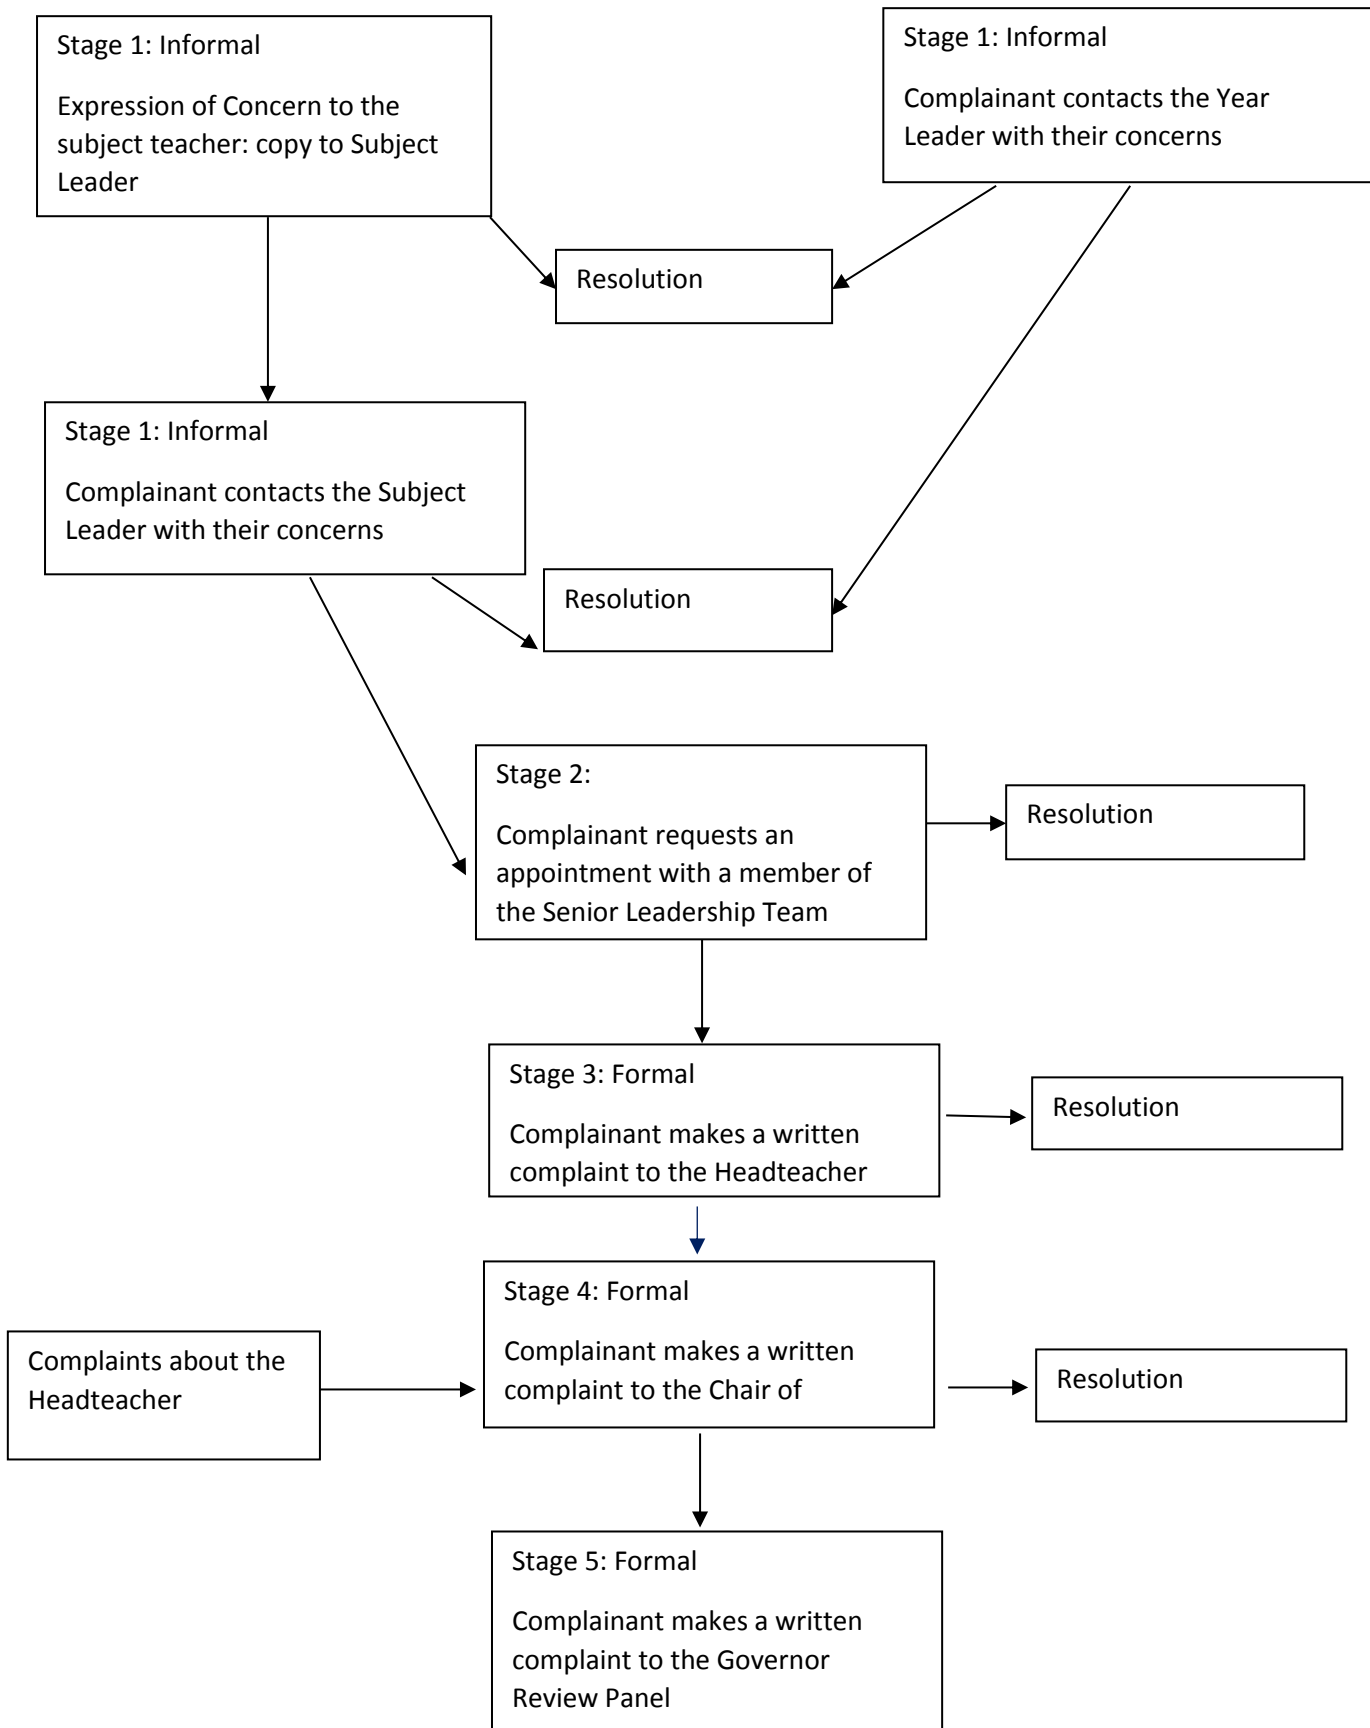 Stage 1: Informal
Expression of Concern to the
subject teacher: copy to Subject
Leader
Stage 1: Informal
Complainant contacts the Year
Leader with their concerns
Resolution
Stage 1: Informal
Complainant contacts the Subject
Leader with their concerns
Resolution
Stage 2:
Complainant requests an
appointment with a member of
the Senior Leadership Team
Resolution
Stage 3: Formal
Complainant makes a written
complaint to the Headteacher
Resolution
Stage 4: Formal
Complainant makes a written
complaint to the Chair of
Complaints about the
Headteacher
Resolution
Stage 5: Formal
Complainant makes a written
complaint to the Governor
Review Panel